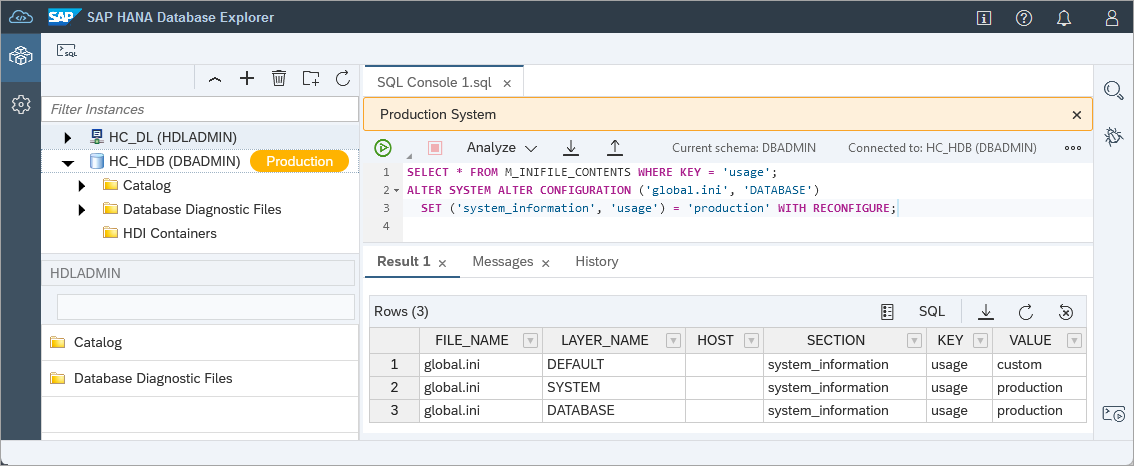 SAP SAP HANA Database Explorer
SQL
Filter Instances
HC_DL (HDLADMIN)
HC_HDB (DBADMIN) Production
Catalog
Database Diagnostic Files
HDI Containers
HDLADMIN
Catalog
Database Diagnostic Files
SQL Console 1.sql
Production System
Analyze Current schema: DBADMIN Connected to: HC_HDB (DBADMIN)
1 SELECT * FROM M_INIFILE_CONTENTS WHERE KEY = 'usage';
2 ALTER SYSTEM ALTER CONFIGURATION ('global.ini', 'DATABASE')
3 SET ('system_information', 'usage') = 'production' WITH RECONFIGURE;
4
Result 1 Messages History
Rows (3) SQL
FILE_NAME LAYER_NAME HOST SECTION KEY VALUE
1 global.ini DEFAULT system_information usage custom
2 global.ini SYSTEM system_information usage production
3 global.ini DATABASE system_information usage production